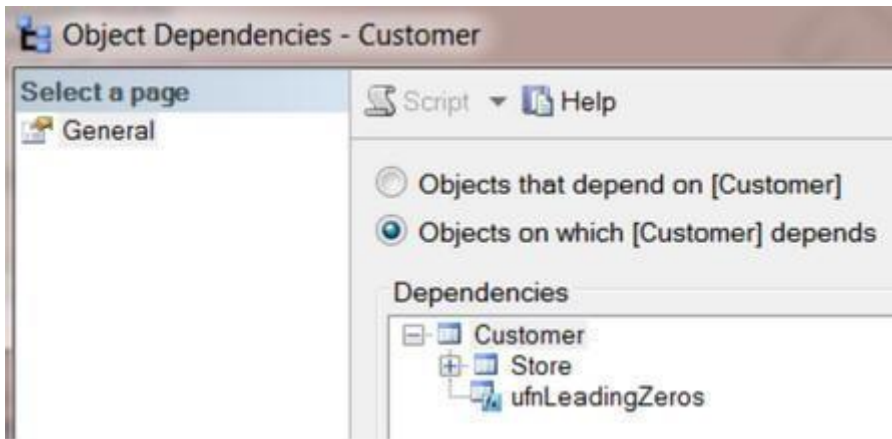 Object Dependencies - Customer
Select a page
General
Script Help
Objects that depend on [Customer]
Objects on which [Customer] depends
Dependencies
Customer
Store
ufnLeadingZeros